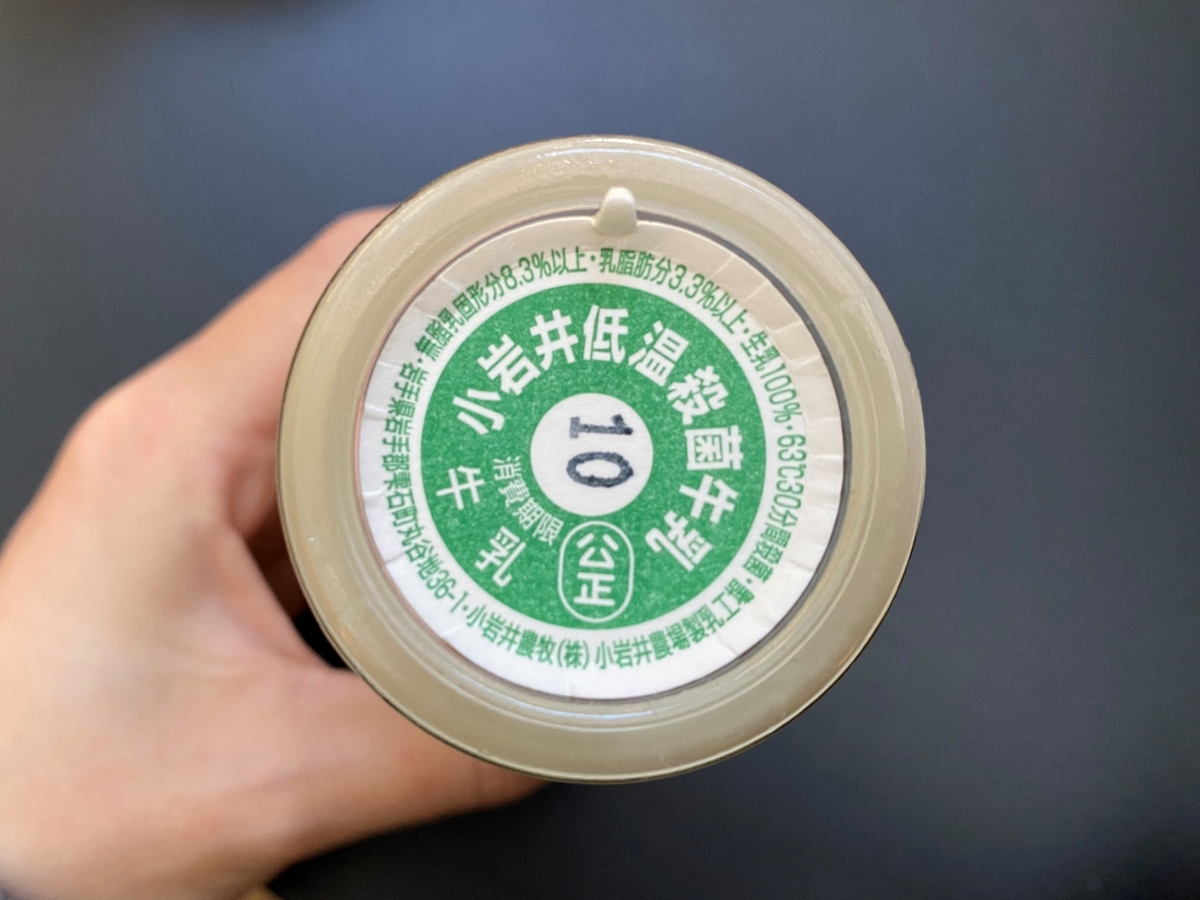 小岩井低温殺菌牛乳
10
消費期限
牛乳
公正
無脂乳固形分8.3%以上・乳脂肪分3.3%以上・生乳100%・63℃30分間殺菌・
小岩井農牧(株) 小岩井農場製乳工場
岩手県岩手郡雫石町丸谷地36-1・